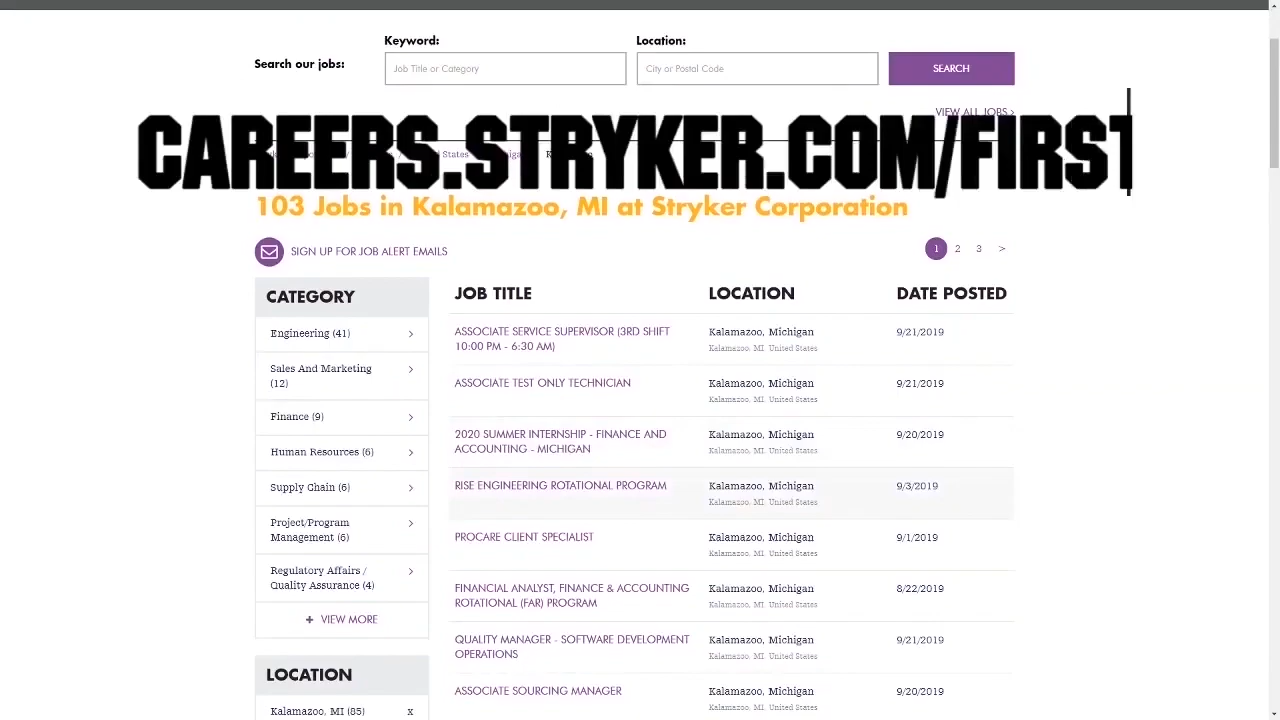 Keyword:
Location:
Search our jobs:
Job Title or Category
City or Postal Code
SEARCH
VIEW ALL JOBS >
CAREERS.STRYKER.COM/FIRST
103 Jobs in Kalamazoo, MI at Stryker Corporation
SIGN UP FOR JOB ALERT EMAILS
1 2 3 >
CATEGORY
Engineering (41)
Sales And Marketing
(12)
Finance (9)
Human Resources (6)
Supply Chain (6)
Project/Program
Management (6)
Regulatory Affairs /
Quality Assurance (4)
+ VIEW MORE
LOCATION
Kalamazoo, MI (85) x
JOB TITLE LOCATION DATE POSTED
ASSOCIATE SERVICE SUPERVISOR (3RD SHIFT
10:00 PM - 6:30 AM)
Kalamazoo, Michigan
Kalamazoo, MI, United States
9/21/2019
ASSOCIATE TEST ONLY TECHNICIAN
Kalamazoo, Michigan
Kalamazoo, MI, United States
9/21/2019
2020 SUMMER INTERNSHIP - FINANCE AND
ACCOUNTING - MICHIGAN
Kalamazoo, Michigan
Kalamazoo, MI, United States
9/20/2019
RISE ENGINEERING ROTATIONAL PROGRAM
Kalamazoo, Michigan
Kalamazoo, MI, United States
9/3/2019
PROCARE CLIENT SPECIALIST
Kalamazoo, Michigan
Kalamazoo, MI, United States
9/1/2019
FINANCIAL ANALYST, FINANCE & ACCOUNTING
ROTATIONAL (FAR) PROGRAM
Kalamazoo, Michigan
Kalamazoo, MI, United States
8/22/2019
QUALITY MANAGER - SOFTWARE DEVELOPMENT
OPERATIONS
Kalamazoo, Michigan
Kalamazoo, MI, United States
9/21/2019
ASSOCIATE SOURCING MANAGER
Kalamazoo, Michigan
Kalamazoo, MI, United States
9/20/2019